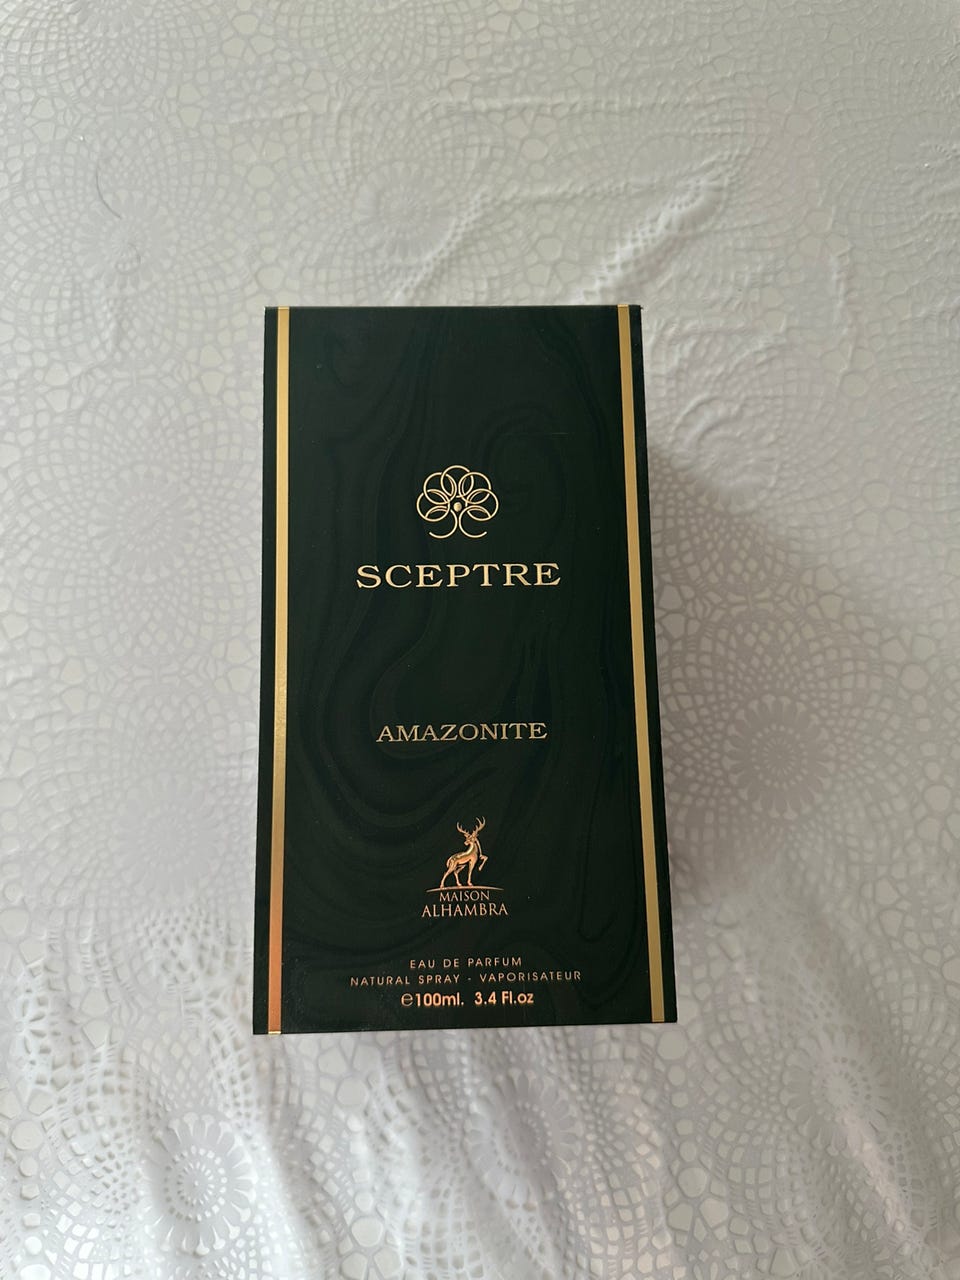 SCEPTRE
AMAZONITE
MAISON
ALHAMBRA
EAU DE PARFUM
NATURAL SPRAY - VAPORISATEUR
℮100ml. 3.4 Fl.oz